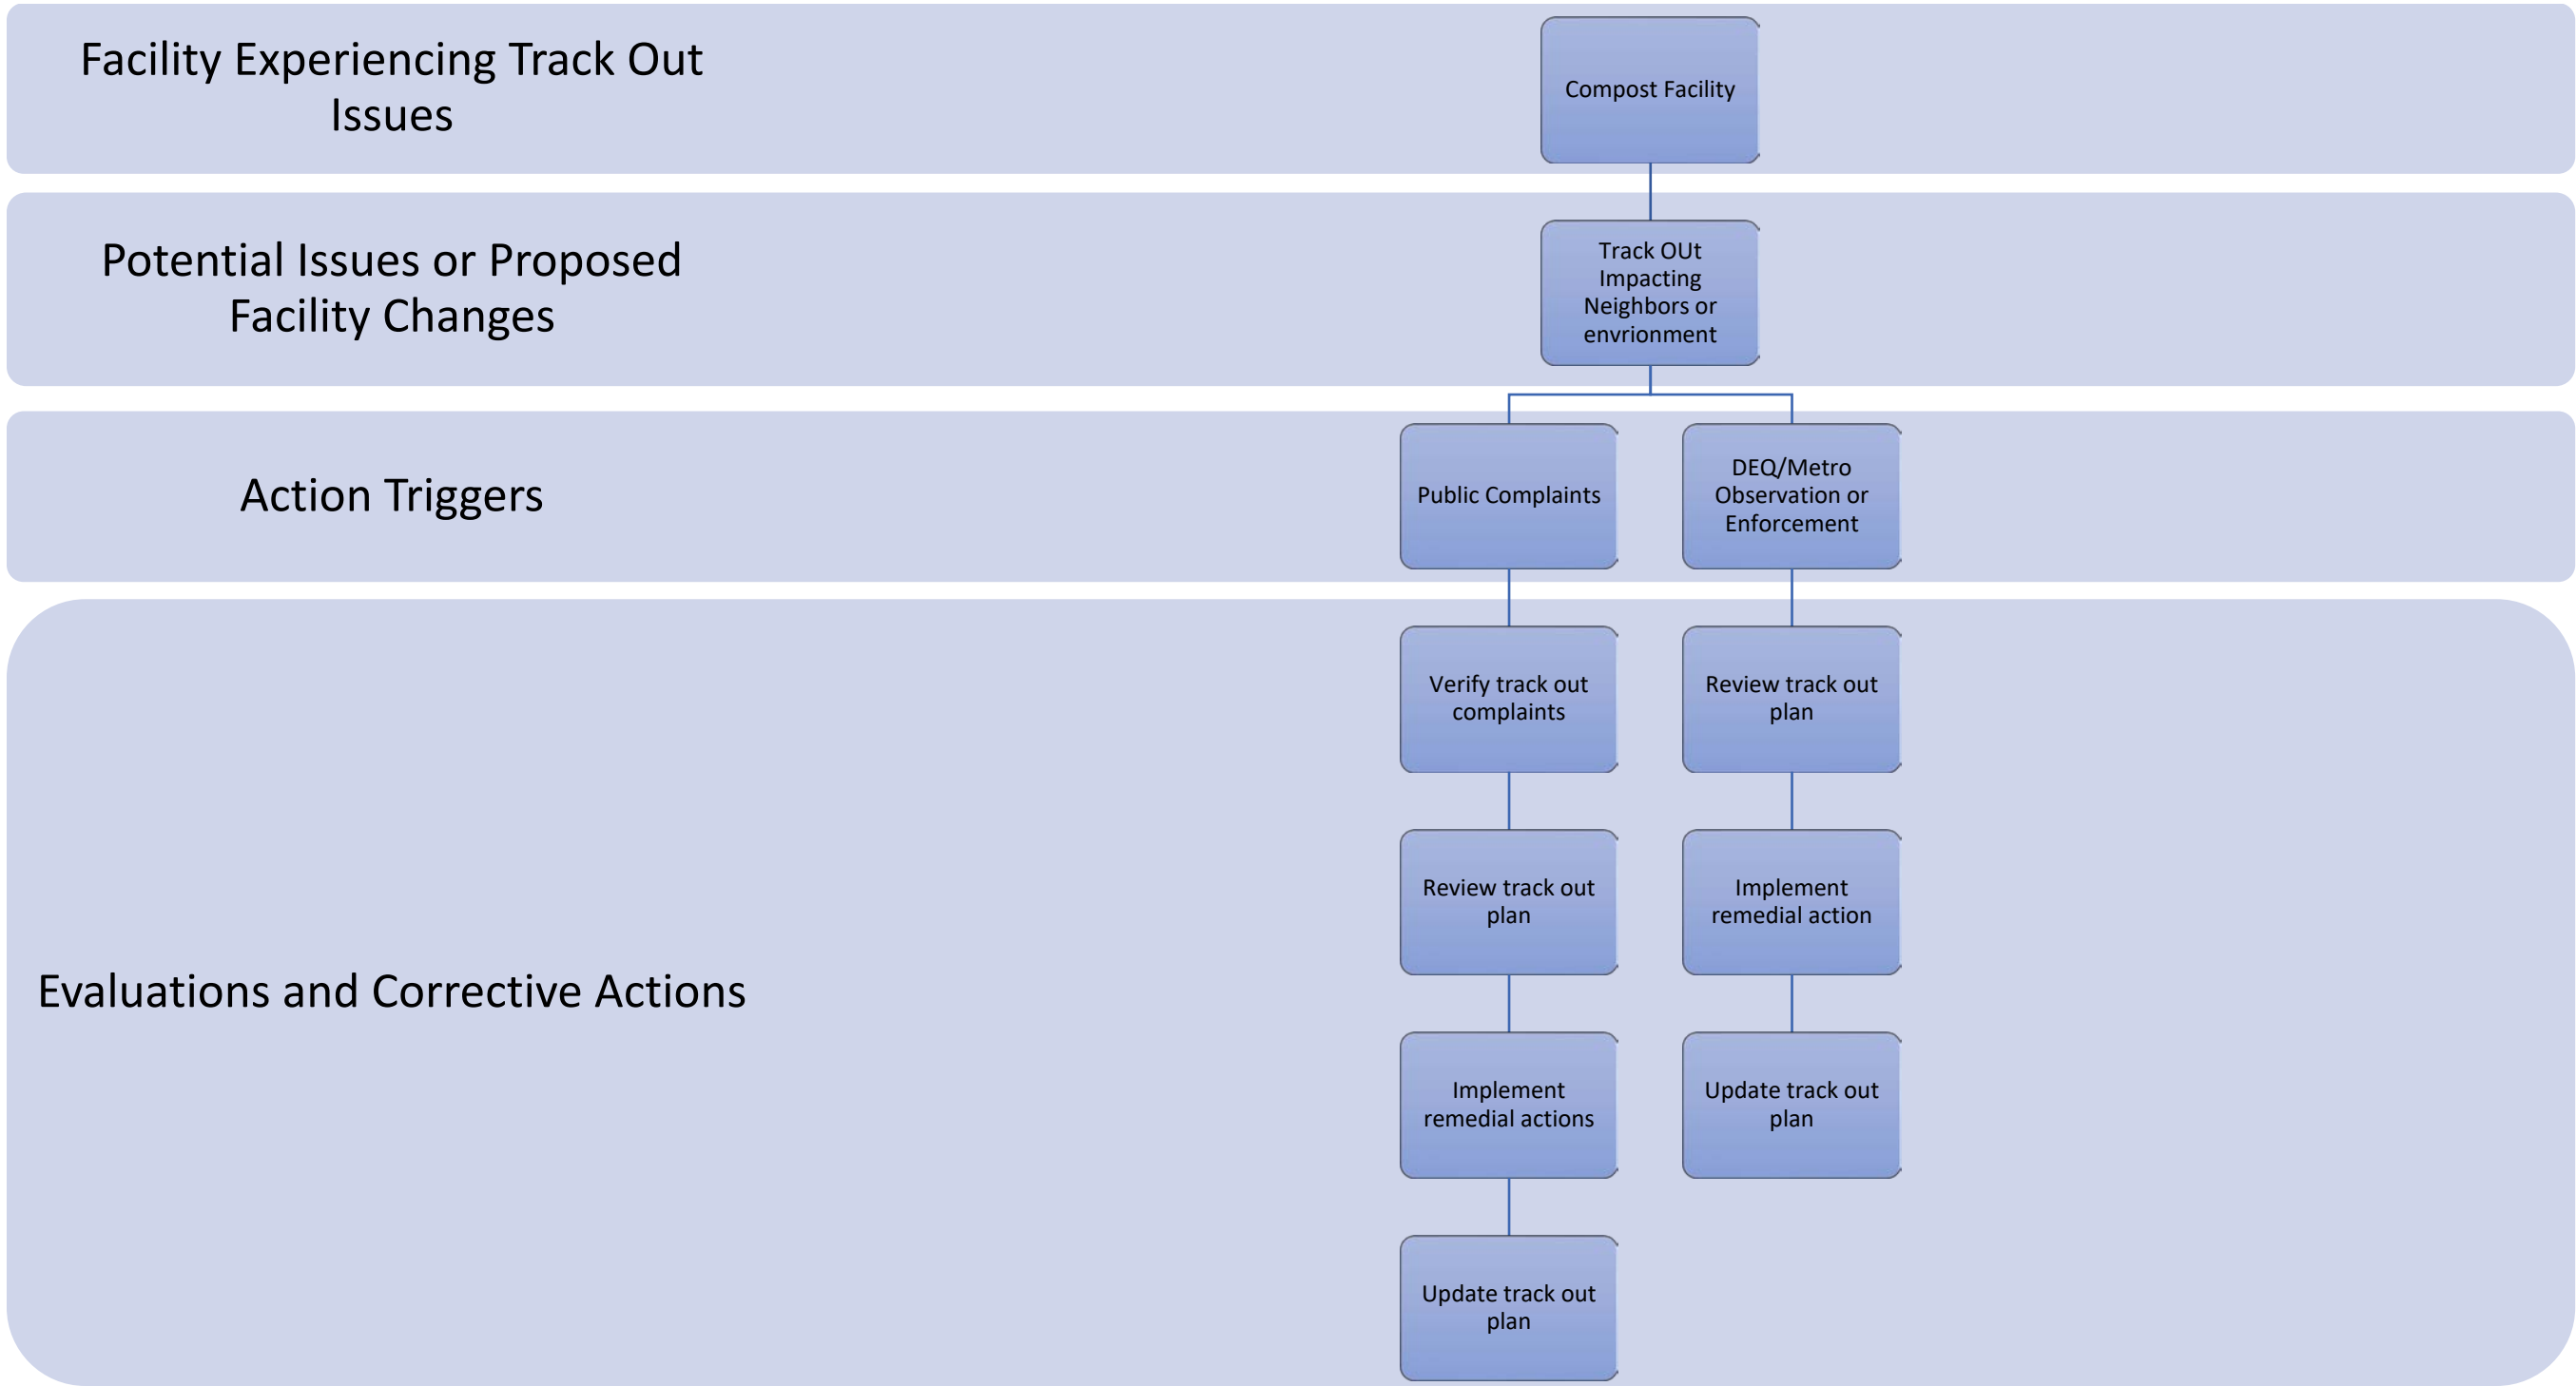 Facility Experiencing Track Out
Issues
Compost Facility
Potential Issues or Proposed
Facility Changes
Track OUt
Impacting
Neighbors or
envrionment
Action Triggers
Public Complaints
DEQ/Metro
Observation or
Enforcement
Evaluations and Corrective Actions
Verify track out
complaints
Review track out
plan
Implement
remedial actions
Update track out
plan
Review track out
plan
Implement
remedial action
Update track out
plan